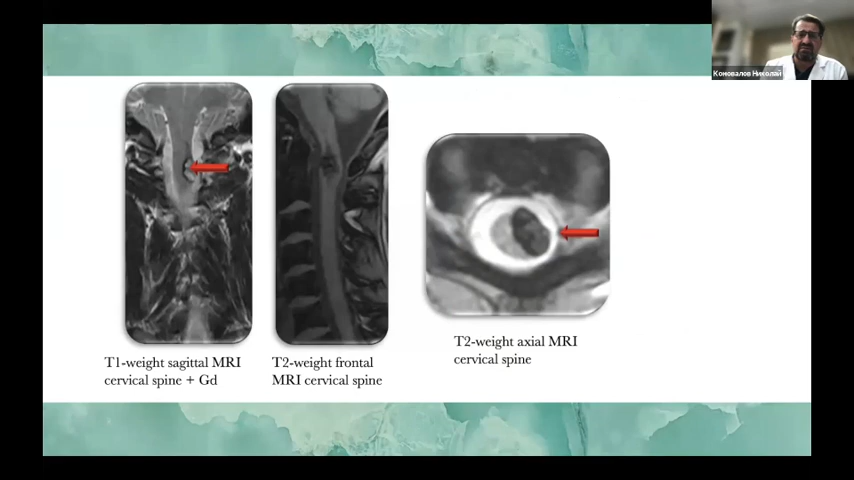 Коновалов Николай
T1-weight sagittal MRI
cervical spine + Gd
T2-weight frontal
MRI cervical spine
T2-weight axial MRI
cervical spine